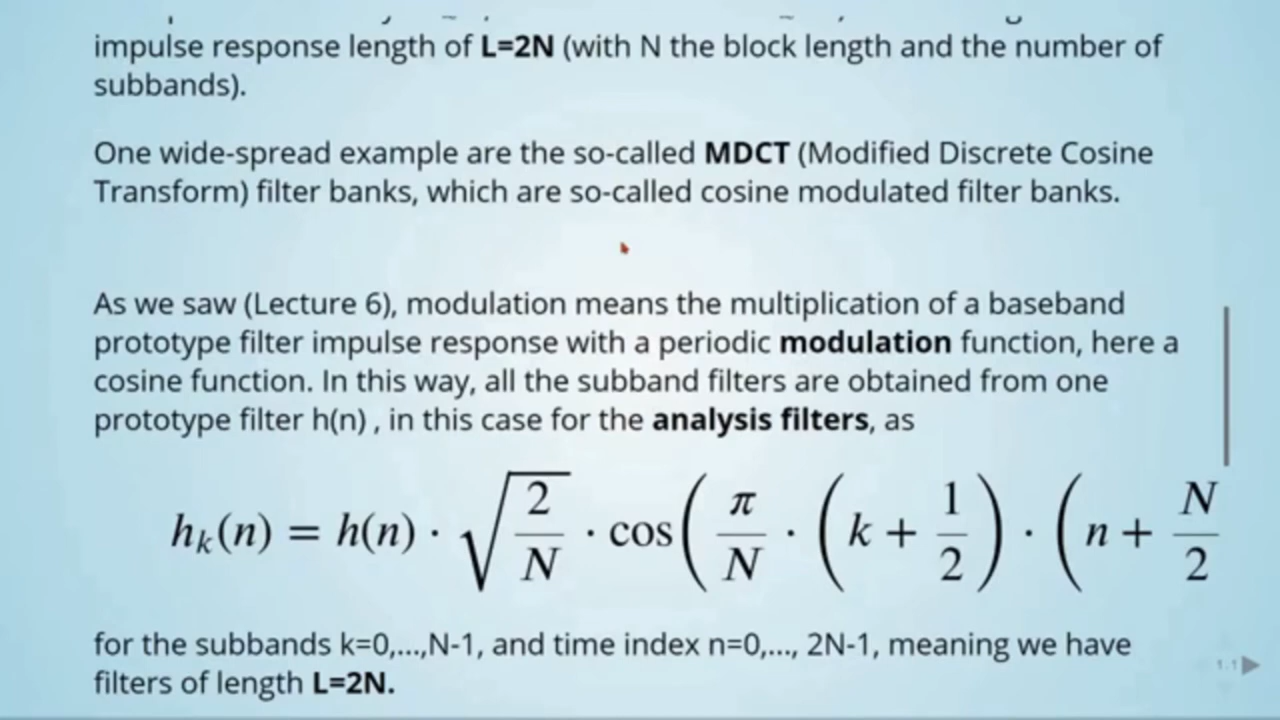 impulse response length of L=2N (with N the block length and the number of
subbands).
One wide-spread example are the so-called MDCT (Modified Discrete Cosine
Transform) filter banks, which are so-called cosine modulated filter banks.
As we saw (Lecture 6), modulation means the multiplication of a baseband
prototype filter impulse response with a periodic modulation function, here a
cosine function. In this way, all the subband filters are obtained from one
prototype filter h(n) , in this case for the analysis filters, as
hₖ(n) = h(n) · √(2/N) · cos(π/N · (k + 1/2) · (n + N/2
for the subbands k=0,...,N-1, and time index n=0,..., 2N-1, meaning we have
filters of length L=2N.
1.1